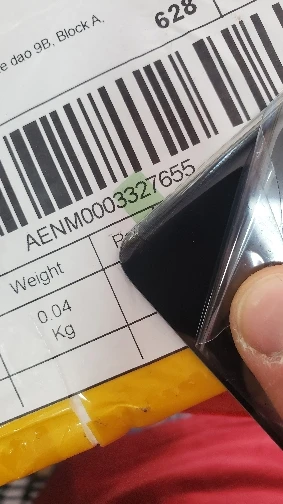 628
dao 9B, Block A,
AENM0003327655
Weight
0.04
Kg